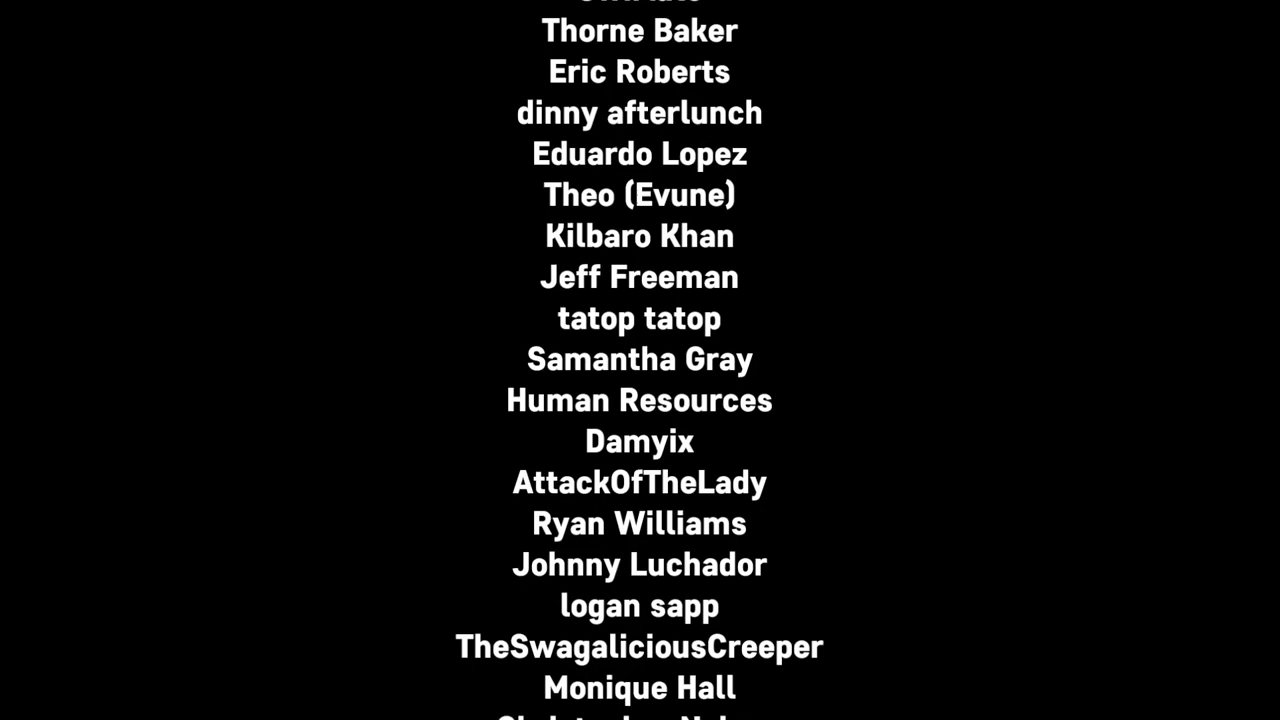 Thorne Baker
Eric Roberts
dinny afterlunch
Eduardo Lopez
Theo (Evune)
Kilbaro Khan
Jeff Freeman
tatop tatop
Samantha Gray
Human Resources
Damyix
AttackOfTheLady
Ryan Williams
Johnny Luchador
logan sapp
TheSwagaliciousCreeper
Monique Hall